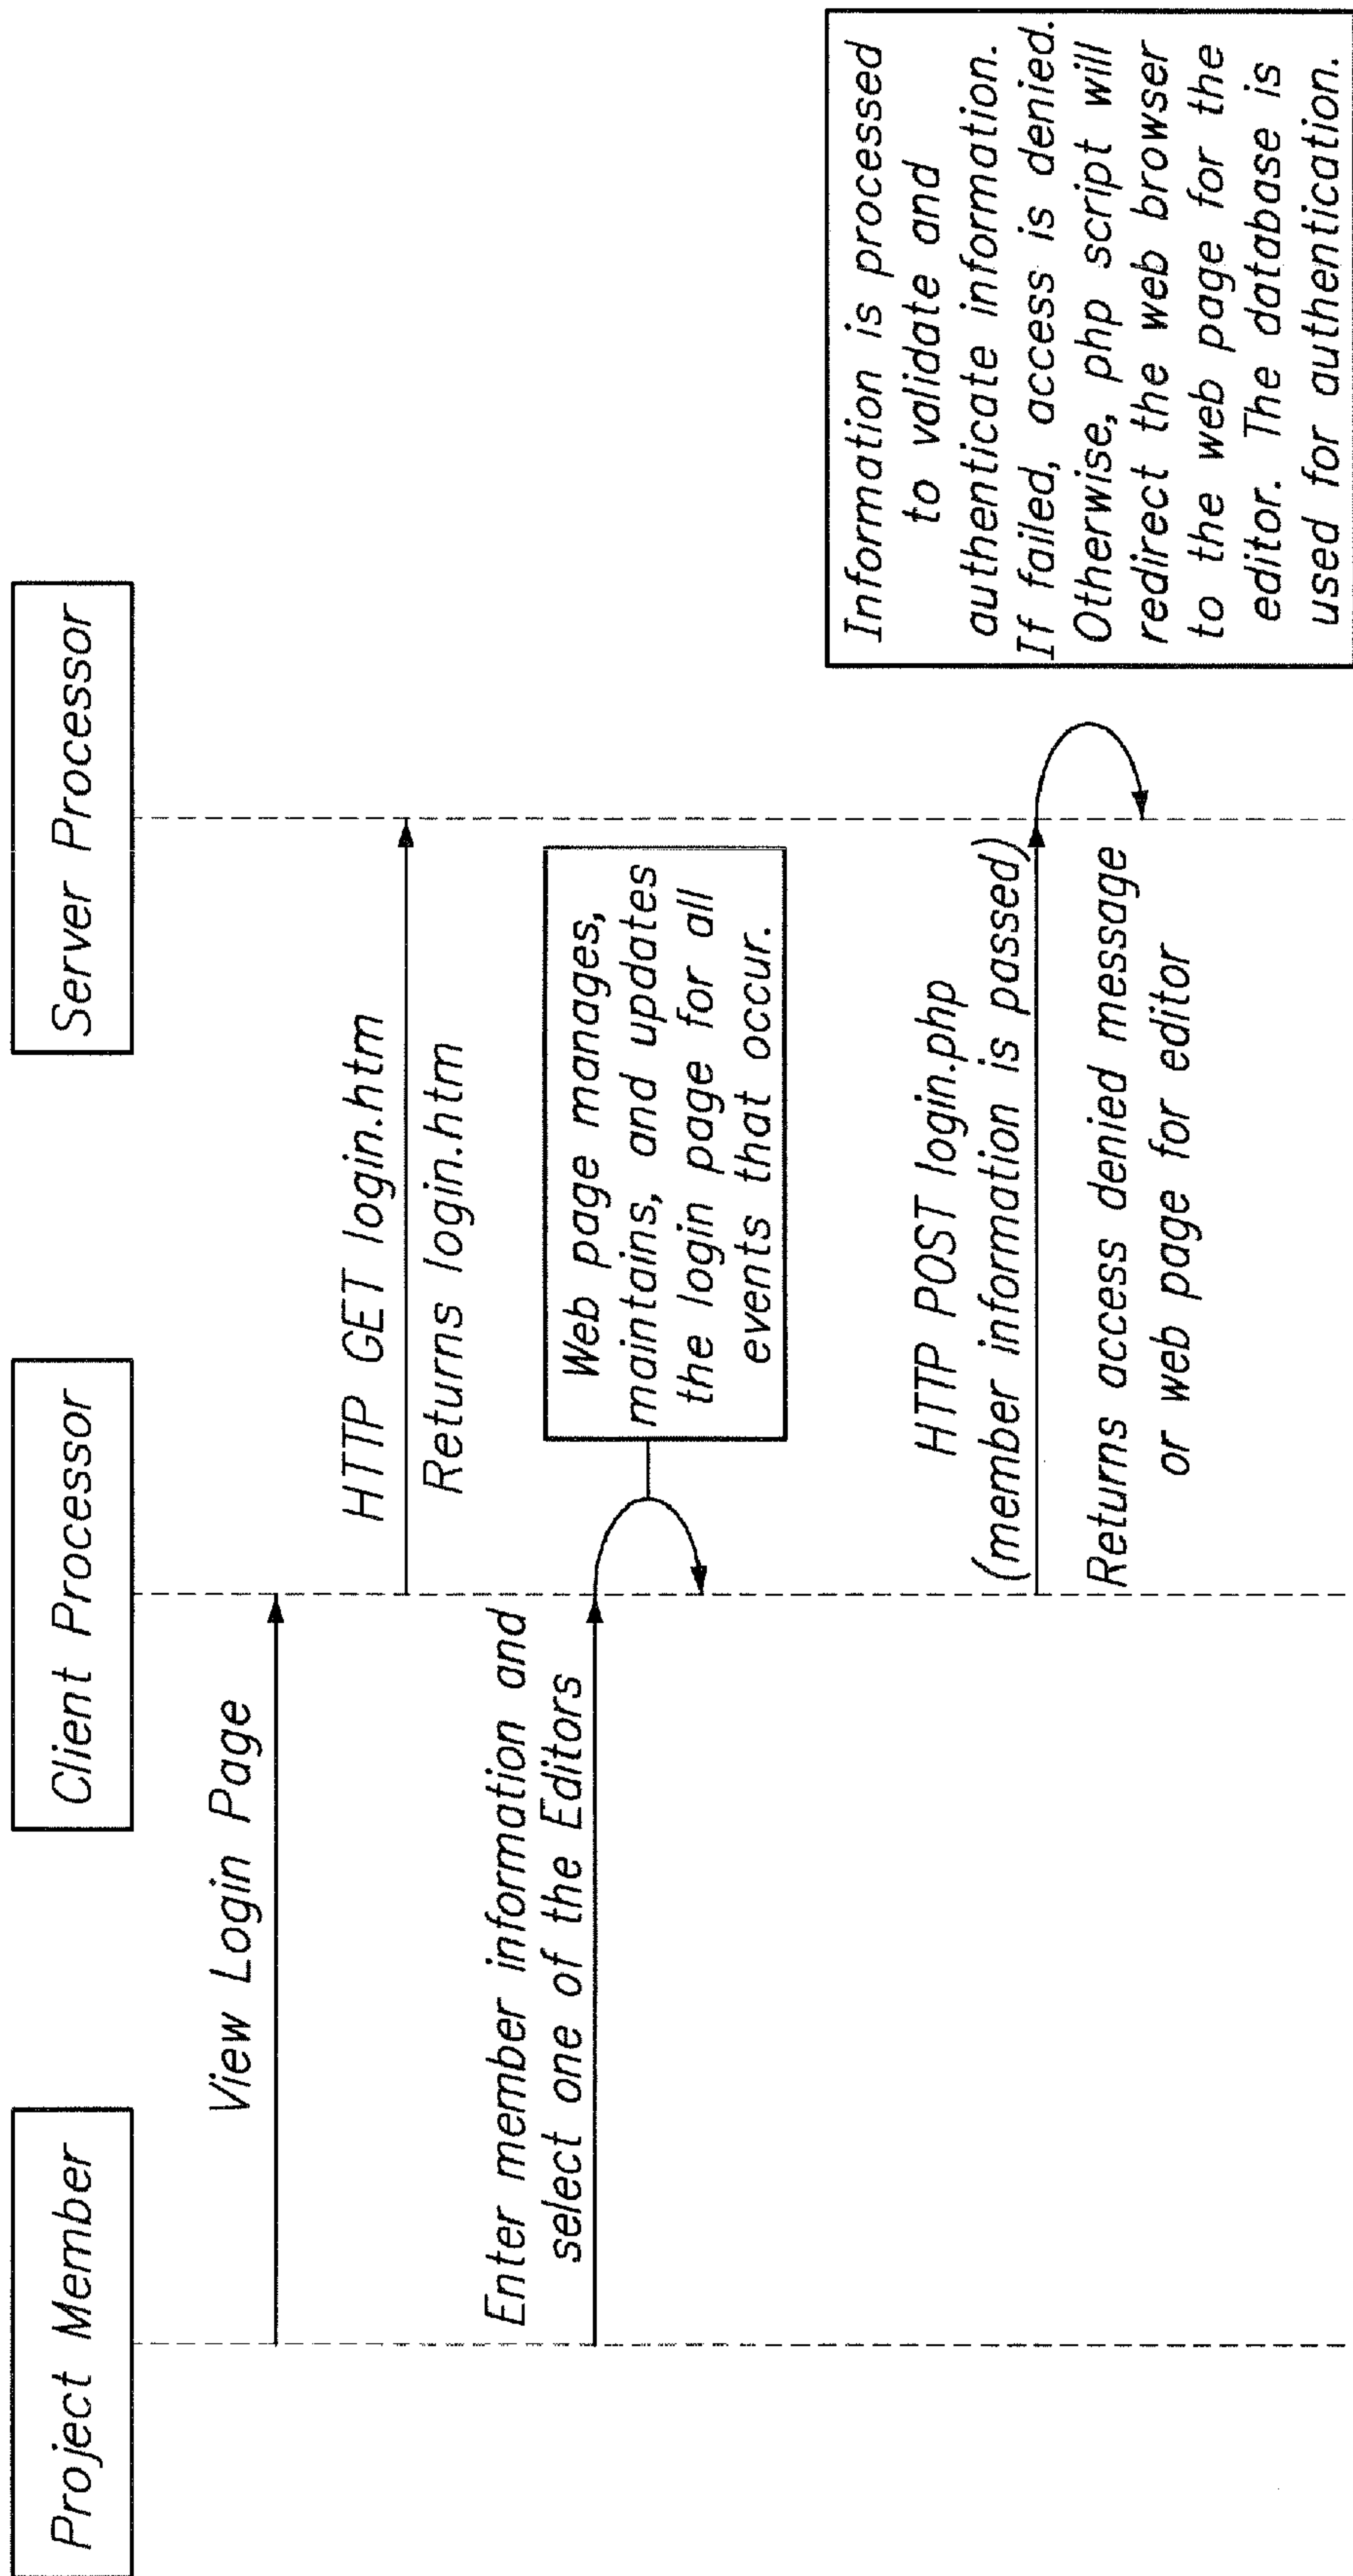 Project Member
Client Processor
Server Processor
View Login Page
HTTP GET login.htm
Returns login.htm
Enter member information and
select one of the Editors
Web page manages,
maintains, and updates
the login page for all
events that occur.
HTTP POST login.php
(member information is passed)
Returns access denied message
or web page for editor
Information is processed
to validate and
authenticate information.
If failed, access is denied.
Otherwise, php script will
redirect the web browser
to the web page for the
editor. The database is
used for authentication.